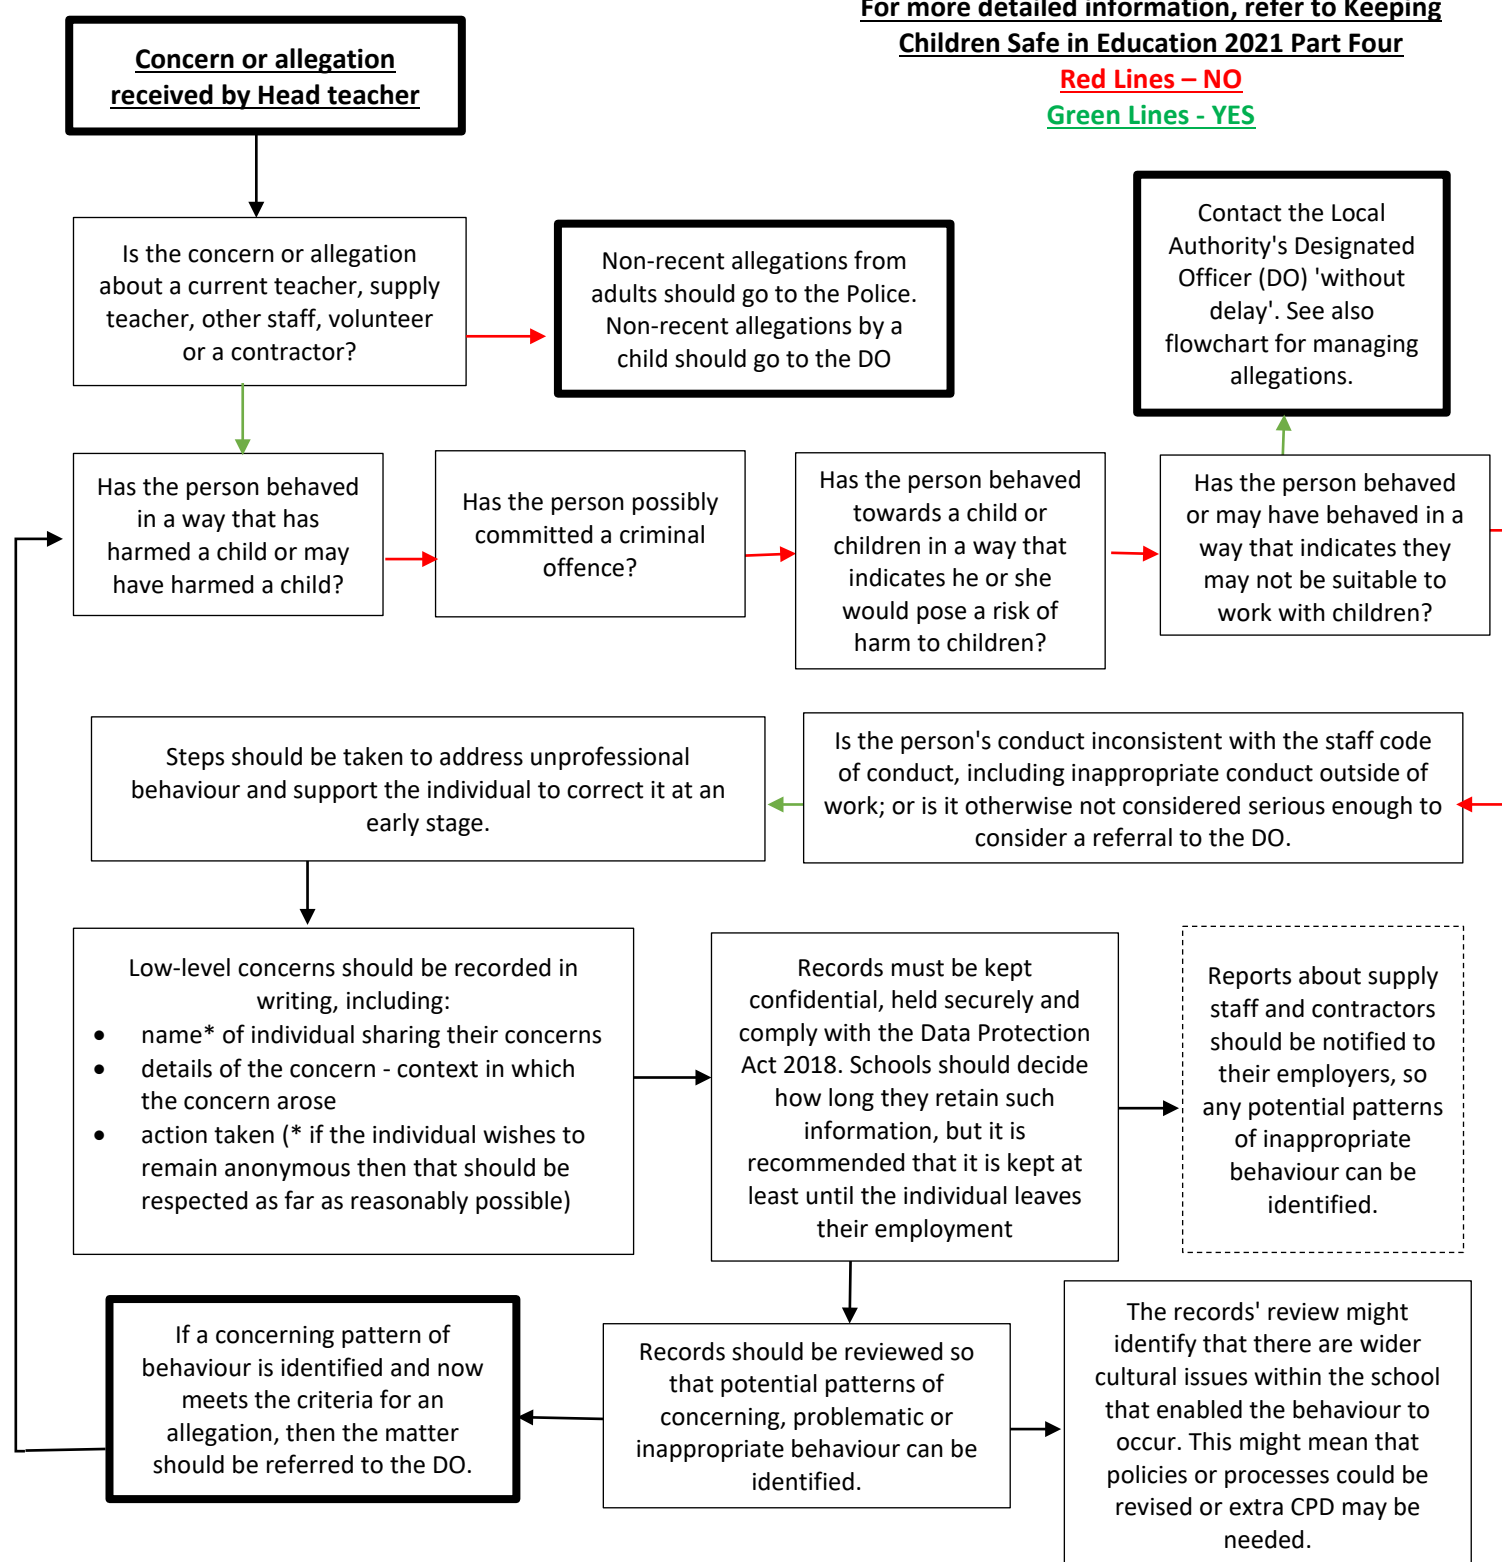 For more detailed information, refer to Keeping
Children Safe in Education 2021 Part Four
Red Lines – NO
Green Lines - YES
Concern or allegation
received by Head teacher
Is the concern or allegation
about a current teacher, supply
teacher, other staff, volunteer
or a contractor?
Non-recent allegations from
adults should go to the Police.
Non-recent allegations by a
child should go to the DO
Contact the Local
Authority's Designated
Officer (DO) 'without
delay'. See also
flowchart for managing
allegations.
Has the person behaved
in a way that has
harmed a child or may
have harmed a child?
Has the person possibly
committed a criminal
offence?
Has the person behaved
towards a child or
children in a way that
indicates he or she
would pose a risk of
harm to children?
Has the person behaved
or may have behaved in a
way that indicates they
may not be suitable to
work with children?
Is the person's conduct inconsistent with the staff code
of conduct, including inappropriate conduct outside of
work; or is it otherwise not considered serious enough to
consider a referral to the DO.
Steps should be taken to address unprofessional
behaviour and support the individual to correct it at an
early stage.
Low-level concerns should be recorded in
writing, including:
• name* of individual sharing their concerns
• details of the concern - context in which
the concern arose
• action taken (* if the individual wishes to
remain anonymous then that should be
respected as far as reasonably possible)
Records must be kept
confidential, held securely and
comply with the Data Protection
Act 2018. Schools should decide
how long they retain such
information, but it is
recommended that it is kept at
least until the individual leaves
their employment
Reports about supply
staff and contractors
should be notified to
their employers, so
any potential patterns
of inappropriate
behaviour can be
identified.
If a concerning pattern of
behaviour is identified and now
meets the criteria for an
allegation, then the matter
should be referred to the DO.
Records should be reviewed so
that potential patterns of
concerning, problematic or
inappropriate behaviour can be
identified.
The records' review might
identify that there are wider
cultural issues within the school
that enabled the behaviour to
occur. This might mean that
policies or processes could be
revised or extra CPD may be
needed.